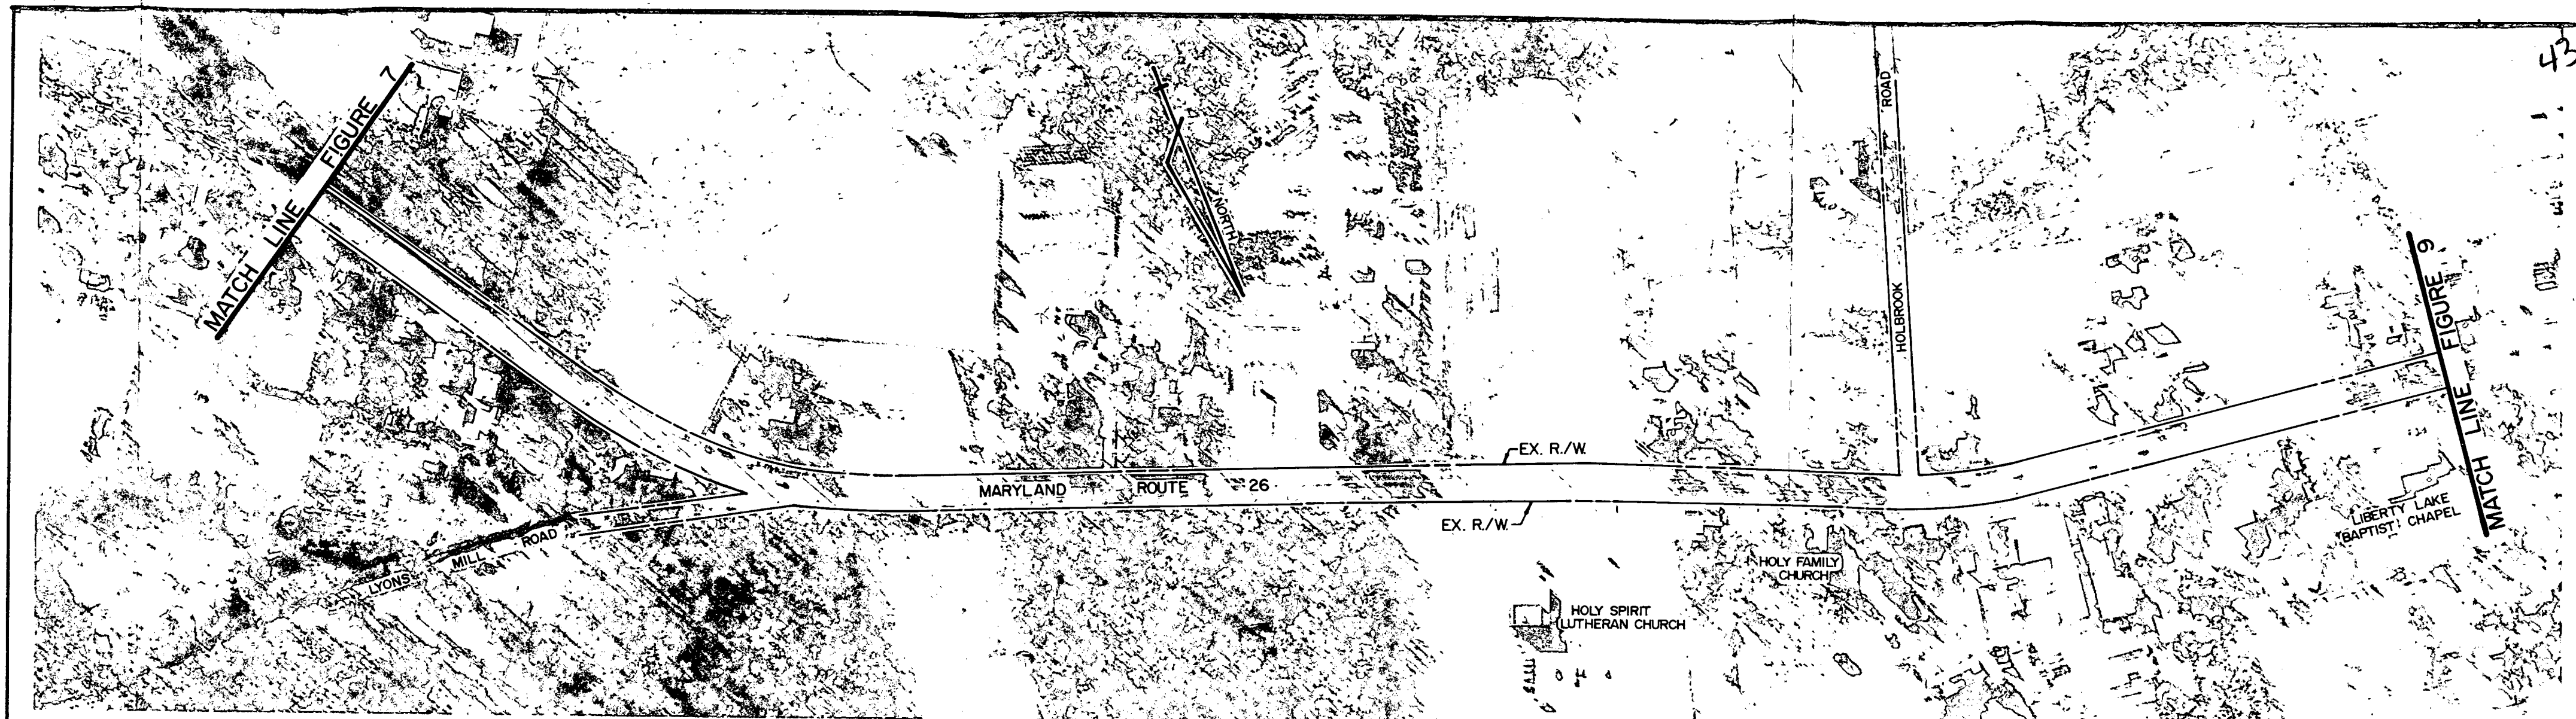 43
MATCH LINE FIGURE 7
NORTH
ROAD
HOLBROOK
MATCH LINE FIGURE 9
EX. R./W.
MARYLAND ROUTE 26
EX. R./W.
LYONS MILL ROAD
HOLY SPIRIT
LUTHERAN CHURCH
HOLY FAMILY
CHURCH
LIBERTY LAKE
BAPTIST CHAPEL